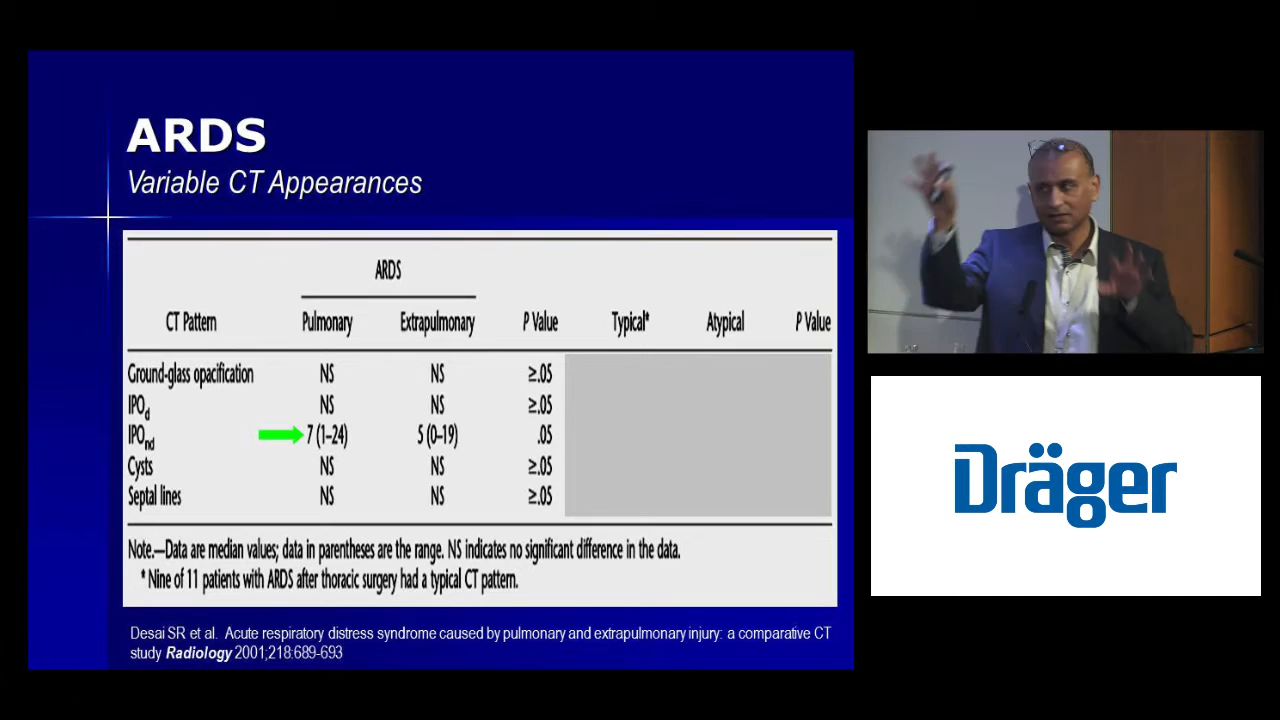 ARDS
Variable CT Appearances
ARDS
CT Pattern Pulmonary Extrapulmonary P Value Typical* Atypical P Value
Ground-glass opacification NS NS ≥.05
IPOd NS NS ≥.05
IPOnd 7 (1–24) 5 (0–19) .05
Cysts NS NS ≥.05
Septal lines NS NS ≥.05
Note.—Data are median values; data in parentheses are the range. NS indicates no significant difference in the data.
* Nine of 11 patients with ARDS after thoracic surgery had a typical CT pattern.
Desai SR et al. Acute respiratory distress syndrome caused by pulmonary and extrapulmonary injury: a comparative CT
study Radiology 2001;218:689-693
Dräger